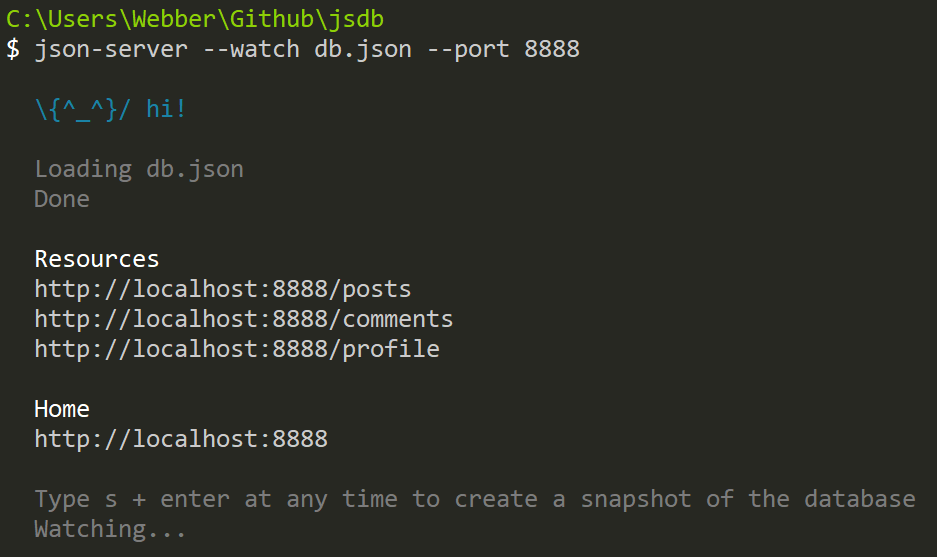 C:\Users\Webber\Github\jsdb
$ json-server --watch db.json --port 8888
\{^_^}/ hi!
Loading db.json
Done
Resources
http://localhost:8888/posts
http://localhost:8888/comments
http://localhost:8888/profile
Home
http://localhost:8888
Type s + enter at any time to create a snapshot of the database
Watching...